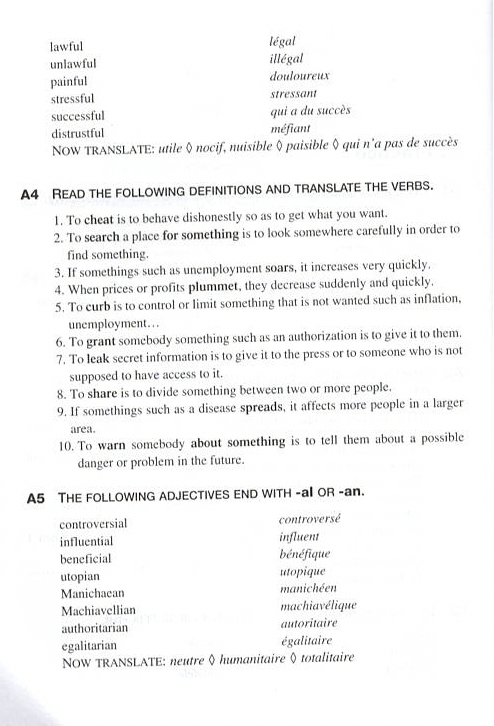 lawful légal
unlawful illégal
painful douloureux
stressful stressant
successful qui a du succès
distrustful méfiant
NOW TRANSLATE: utile ◊ nocif, nuisible ◊ paisible ◊ qui n'a pas de succès
A4 READ THE FOLLOWING DEFINITIONS AND TRANSLATE THE VERBS.
1. To cheat is to behave dishonestly so as to get what you want.
2. To search a place for something is to look somewhere carefully in order to
find something.
3. If somethings such as unemployment soars, it increases very quickly.
4. When prices or profits plummet, they decrease suddenly and quickly.
5. To curb is to control or limit something that is not wanted such as inflation,
unemployment…
6. To grant somebody something such as an authorization is to give it to them.
7. To leak secret information is to give it to the press or to someone who is not
supposed to have access to it.
8. To share is to divide something between two or more people.
9. If somethings such as a disease spreads, it affects more people in a larger
area.
10. To warn somebody about something is to tell them about a possible
danger or problem in the future.
A5 THE FOLLOWING ADJECTIVES END WITH -al OR -an.
controversial controversé
influential influent
beneficial bénéfique
utopian utopique
Manichaean manichéen
Machiavellian machiavélique
authoritarian autoritaire
egalitarian égalitaire
NOW TRANSLATE: neutre ◊ humanitaire ◊ totalitaire